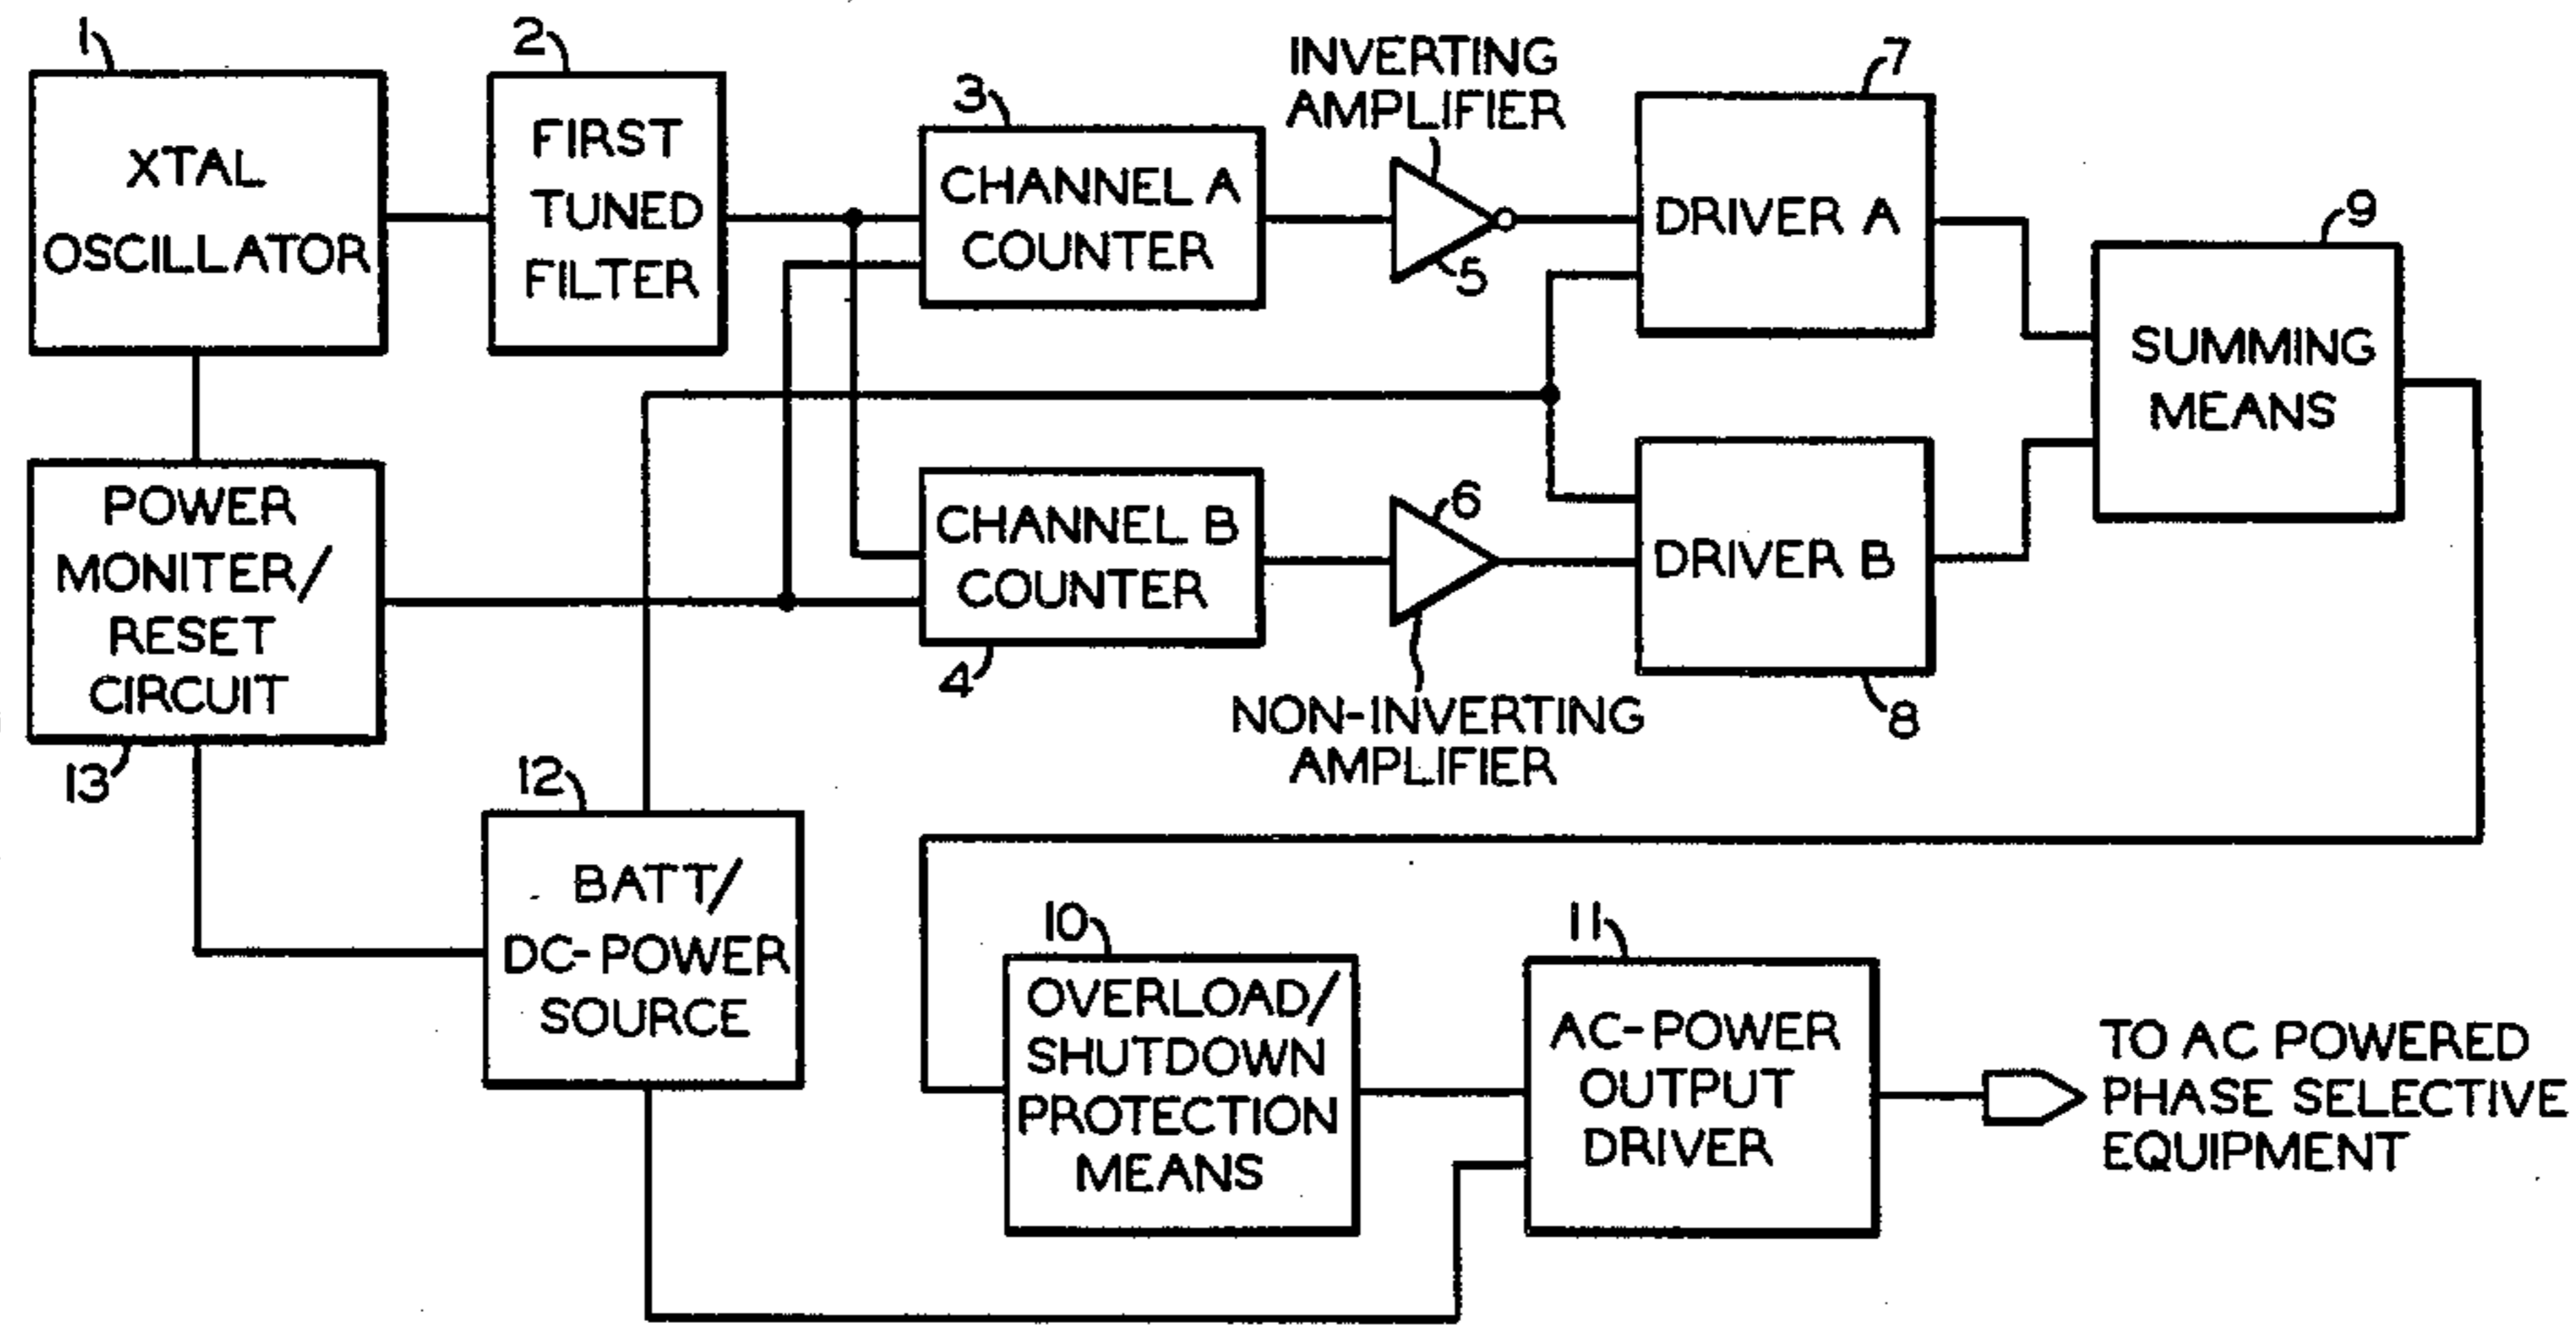 1
XTAL
OSCILLATOR
2
FIRST
TUNED
FILTER
3
CHANNEL A
COUNTER
INVERTING
AMPLIFIER
5
7
DRIVER A
9
SUMMING
MEANS
POWER
MONITER/
RESET
CIRCUIT
13
CHANNEL B
COUNTER
4
6
NON-INVERTING
AMPLIFIER
DRIVER B
8
12
BATT/
DC-POWER
SOURCE
10
OVERLOAD/
SHUTDOWN
PROTECTION
MEANS
11
AC-POWER
OUTPUT
DRIVER
TO AC POWERED
PHASE SELECTIVE
EQUIPMENT